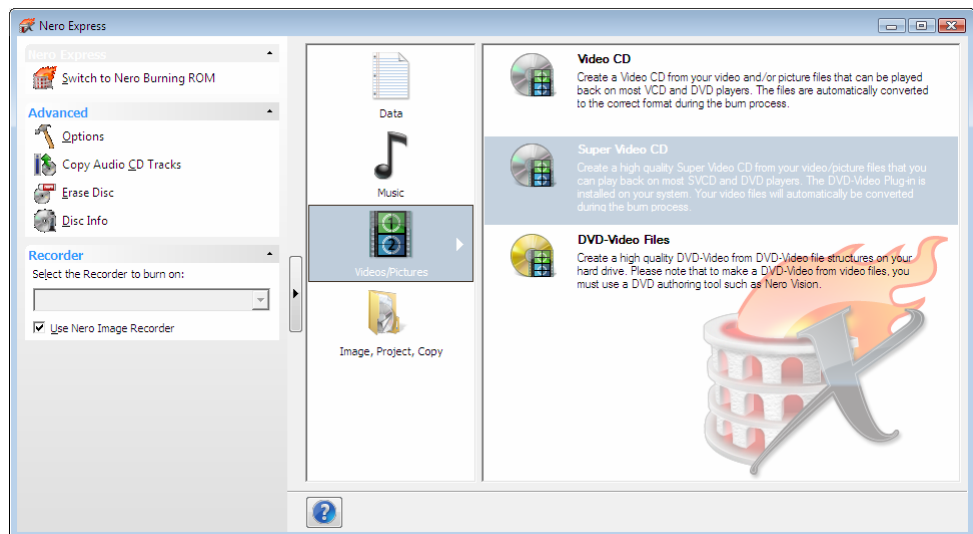 Nero Express
Nero Express
Switch to Nero Burning ROM
Advanced
Options
Copy Audio CD Tracks
Erase Disc
Disc Info
Recorder
Select the Recorder to burn on:
Use Nero Image Recorder
Data
Music
1
2
Videos/Pictures
Image, Project, Copy
Video CD
Create a Video CD from your video and/or picture files that can be played
back on most VCD and DVD players. The files are automatically converted
to the correct format during the burn process.
Super Video CD
Create a high quality Super Video CD from your video/picture files that you
can play back on most SVCD and DVD players. The DVD-Video Plug-in is
installed on your system. Your video files will automatically be converted
during the burn process.
DVD-Video Files
Create a high quality DVD-Video from DVD-Video file structures on your
hard drive. Please note that to make a DVD-Video from video files, you
must use a DVD authoring tool such as Nero Vision.
?